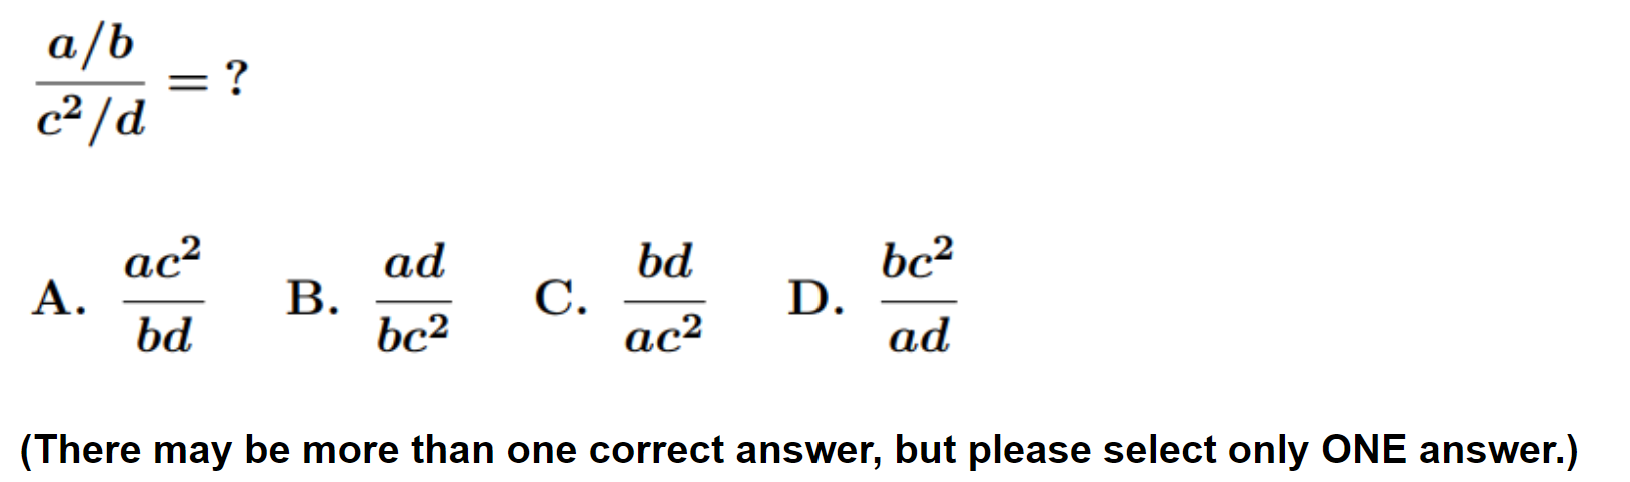 a/b
―― = ?
c²/d
A. ac²/bd B. ad/bc² C. bd/ac² D. bc²/ad
(There may be more than one correct answer, but please select only ONE answer.)